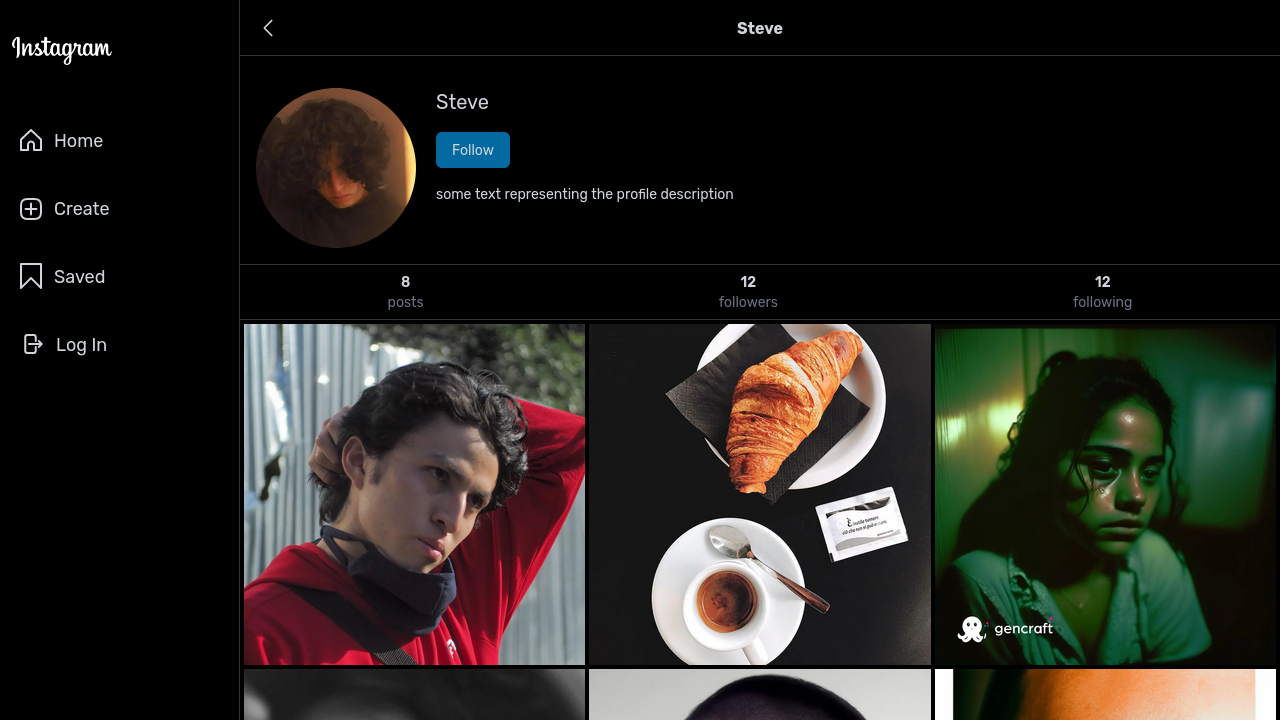 Instagram
Home
Create
Saved
Log In
Steve
Steve
Follow
some text representing the profile description
8
posts
12
followers
12
following
gencraft